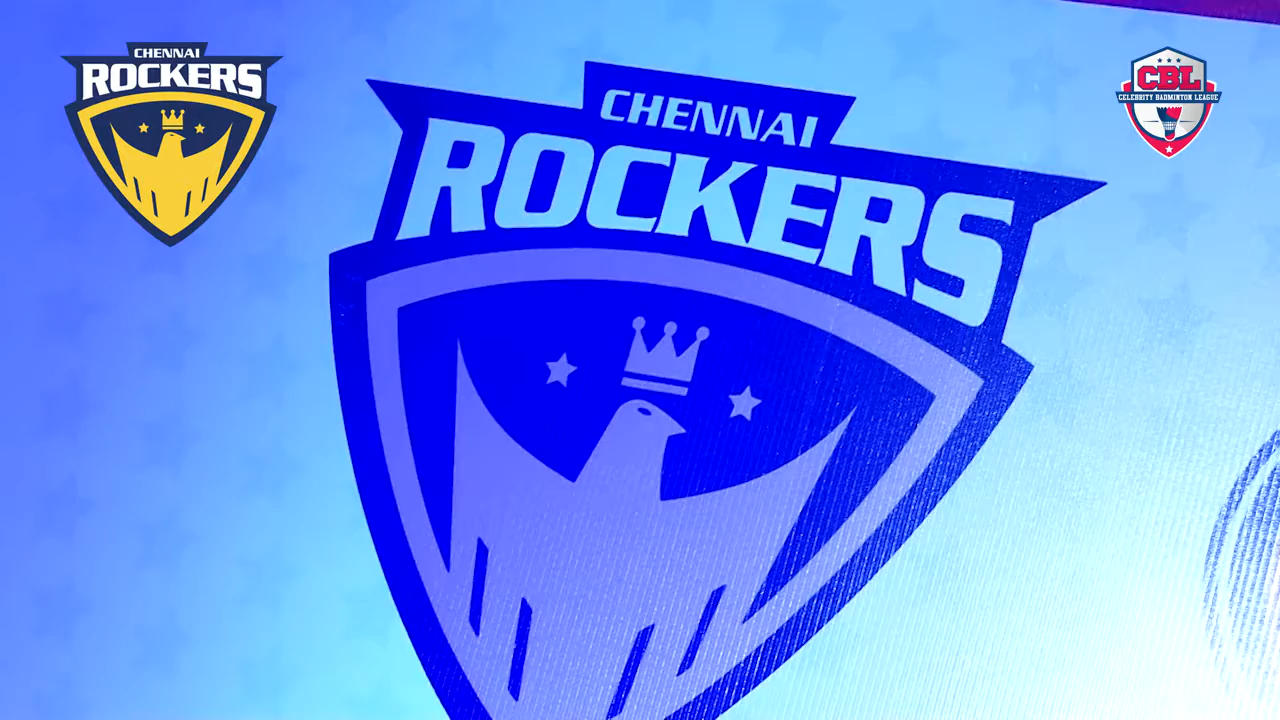 CHENNAI
ROCKERS
CHENNAI
ROCKERS
CBL
CELEBRITY BADMINTON LEAGUE